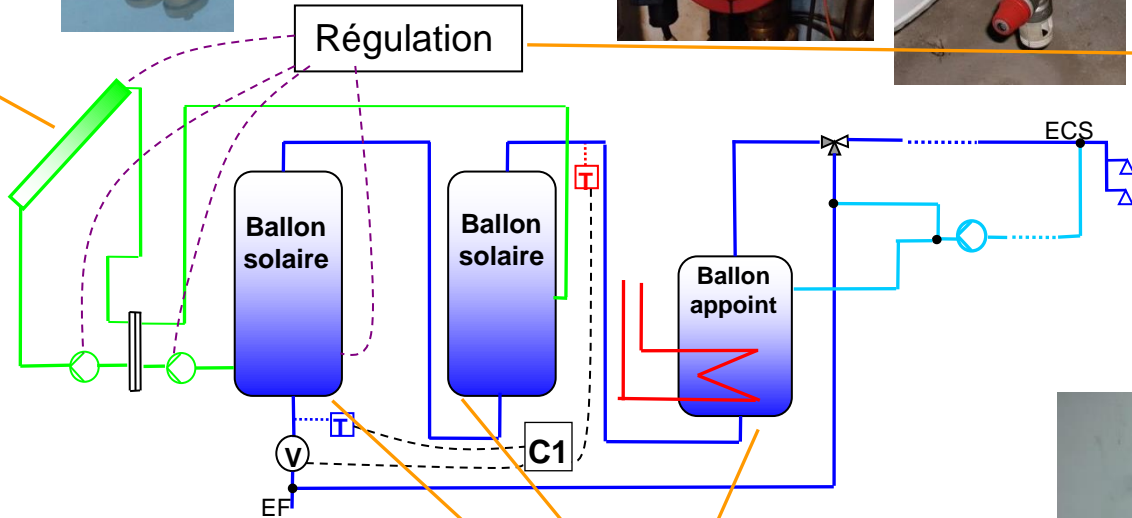 Régulation
ECS
T
Ballon
solaire
Ballon
solaire
Ballon
appoint
T
C1
V
EF